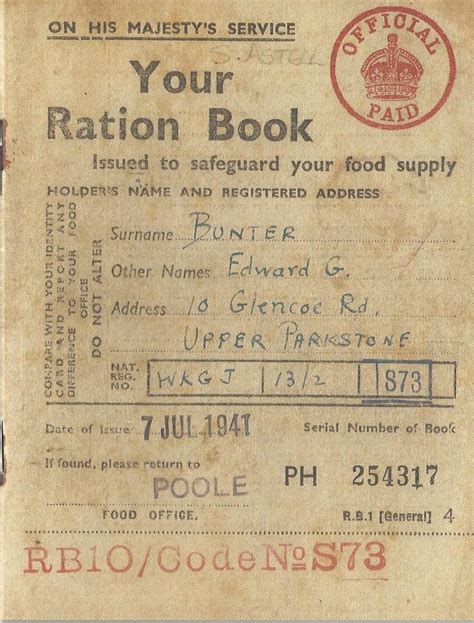 ON HIS MAJESTY'S SERVICE
OFFICIAL
PAID
Your
Ration Book
Issued to safeguard your food supply
HOLDER'S NAME AND REGISTERED ADDRESS
COMPARE WITH YOUR IDENTITY
CARD AND REPORT ANY
DIFFERENCE TO YOUR FOOD
OFFICE
DO NOT ALTER
Surname BUNTER
Other Names Edward G.
Address 10 Glencoe Rd,
UPPER PARKSTONE
NAT.
REG.
NO.
WKGJ 13/2 S73
Date of Issue 7 JUL 1941 Serial Number of Book
If found, please return to
POOLE PH 254317
FOOD OFFICE. R.B.1 [General] 4
RB10/Code No S73